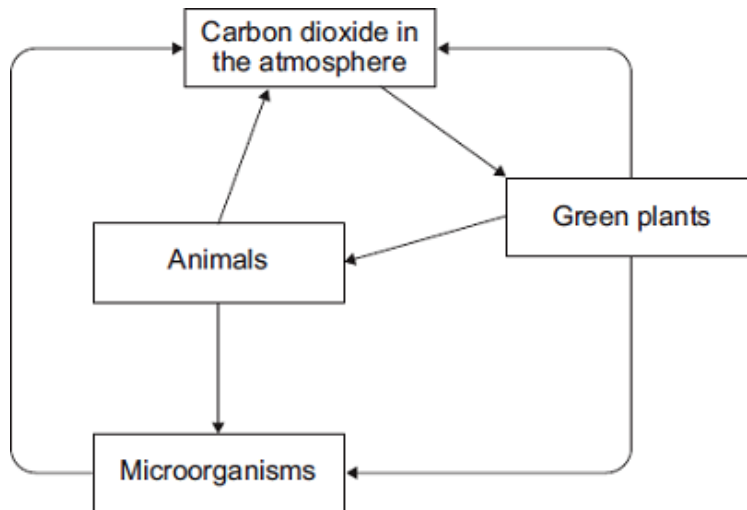 Carbon dioxide in
the atmosphere
Green plants
Animals
Microorganisms